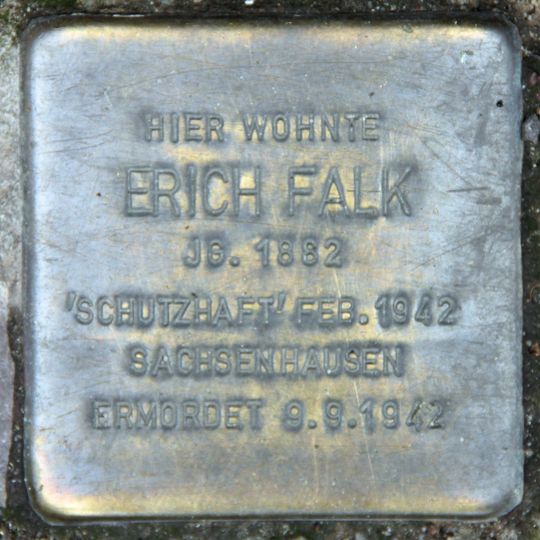 HIER WOHNTE
ERICH FALK
JG. 1882
'SCHUTZHAFT' FEB. 1942
SACHSENHAUSEN
ERMORDET 9.9.1942